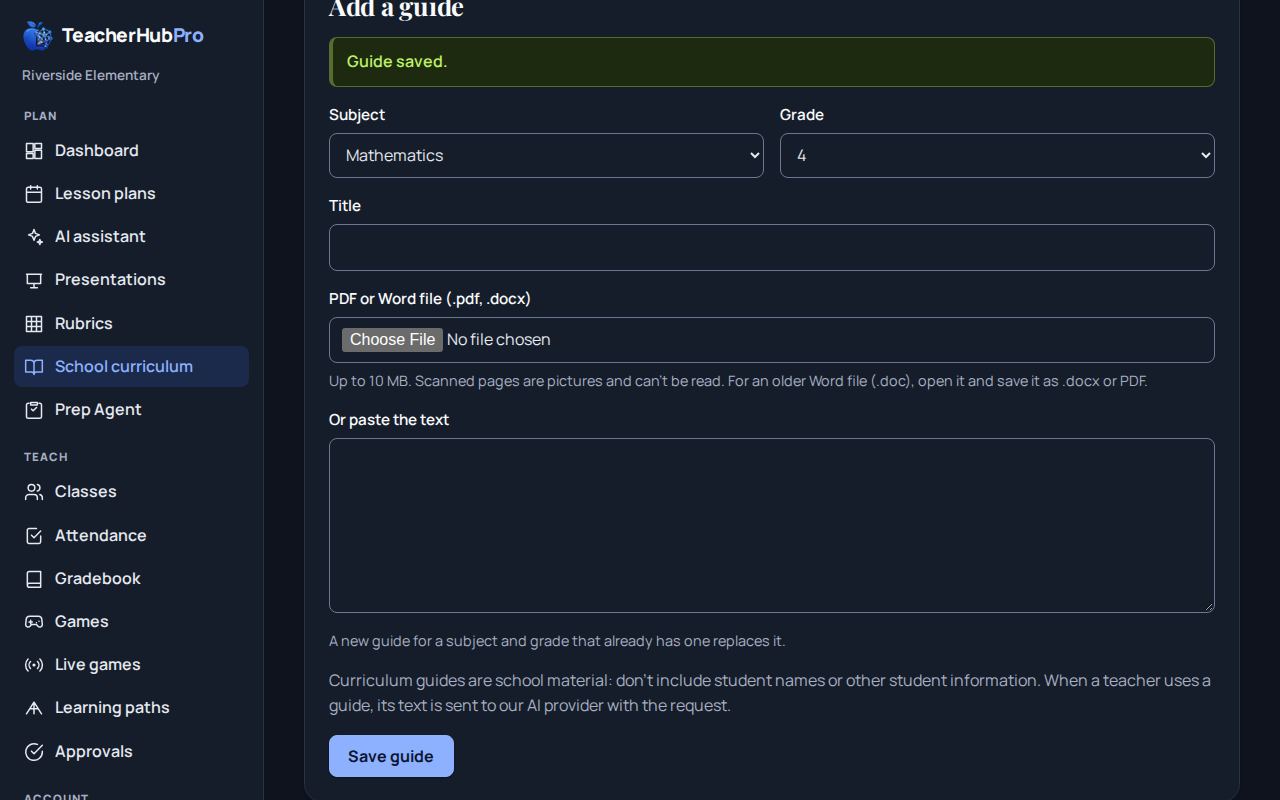 TeacherHubPro
Riverside Elementary
PLAN
Dashboard
Lesson plans
AI assistant
Presentations
Rubrics
School curriculum
Prep Agent
TEACH
Classes
Attendance
Gradebook
Games
Live games
Learning paths
Approvals
ACCOUNT
Add a guide
Guide saved.
Subject
Grade
Mathematics
4
Title
PDF or Word file (.pdf, .docx)
Choose File No file chosen
Up to 10 MB. Scanned pages are pictures and can't be read. For an older Word file (.doc), open it and save it as .docx or PDF.
Or paste the text
A new guide for a subject and grade that already has one replaces it.
Curriculum guides are school material: don't include student names or other student information. When a teacher uses a
guide, its text is sent to our AI provider with the request.
Save guide